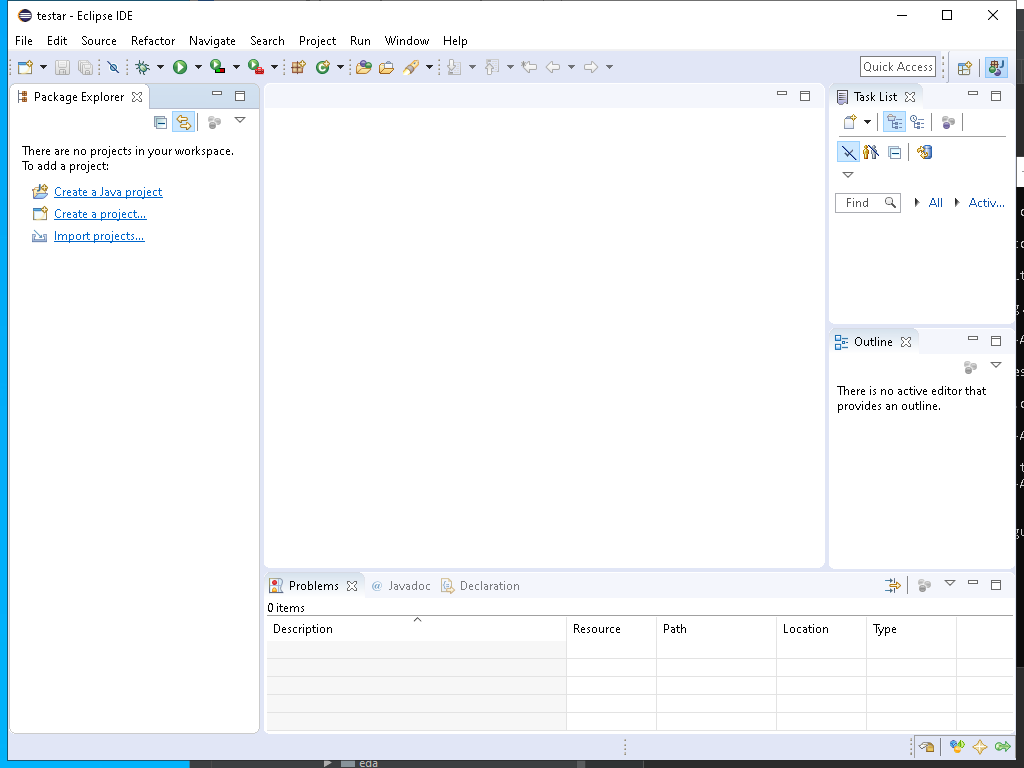 testar - Eclipse IDE
File Edit Source Refactor Navigate Search Project Run Window Help
Quick Access
Package Explorer
There are no projects in your workspace.
To add a project:
Create a Java project
Create a project...
Import projects...
Task List
Find All Activ...
Outline
There is no active editor that
provides an outline.
Problems @ Javadoc Declaration
0 items
Description Resource Path Location Type
eda